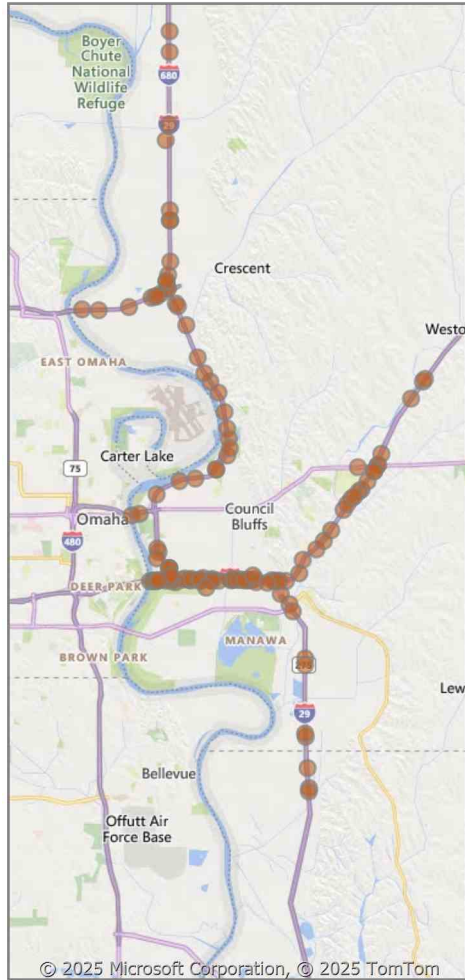 Boyer
Chute
National
Wildlife
Refuge
680
29
Crescent
Westo
EAST OMAHA
Carter Lake
75
Omaha
Council
Bluffs
480
DEER PARK
MANAWA
BROWN PARK
275
Lew
29
Bellevue
Offutt Air
Force Base
© 2025 Microsoft Corporation, © 2025 TomTom